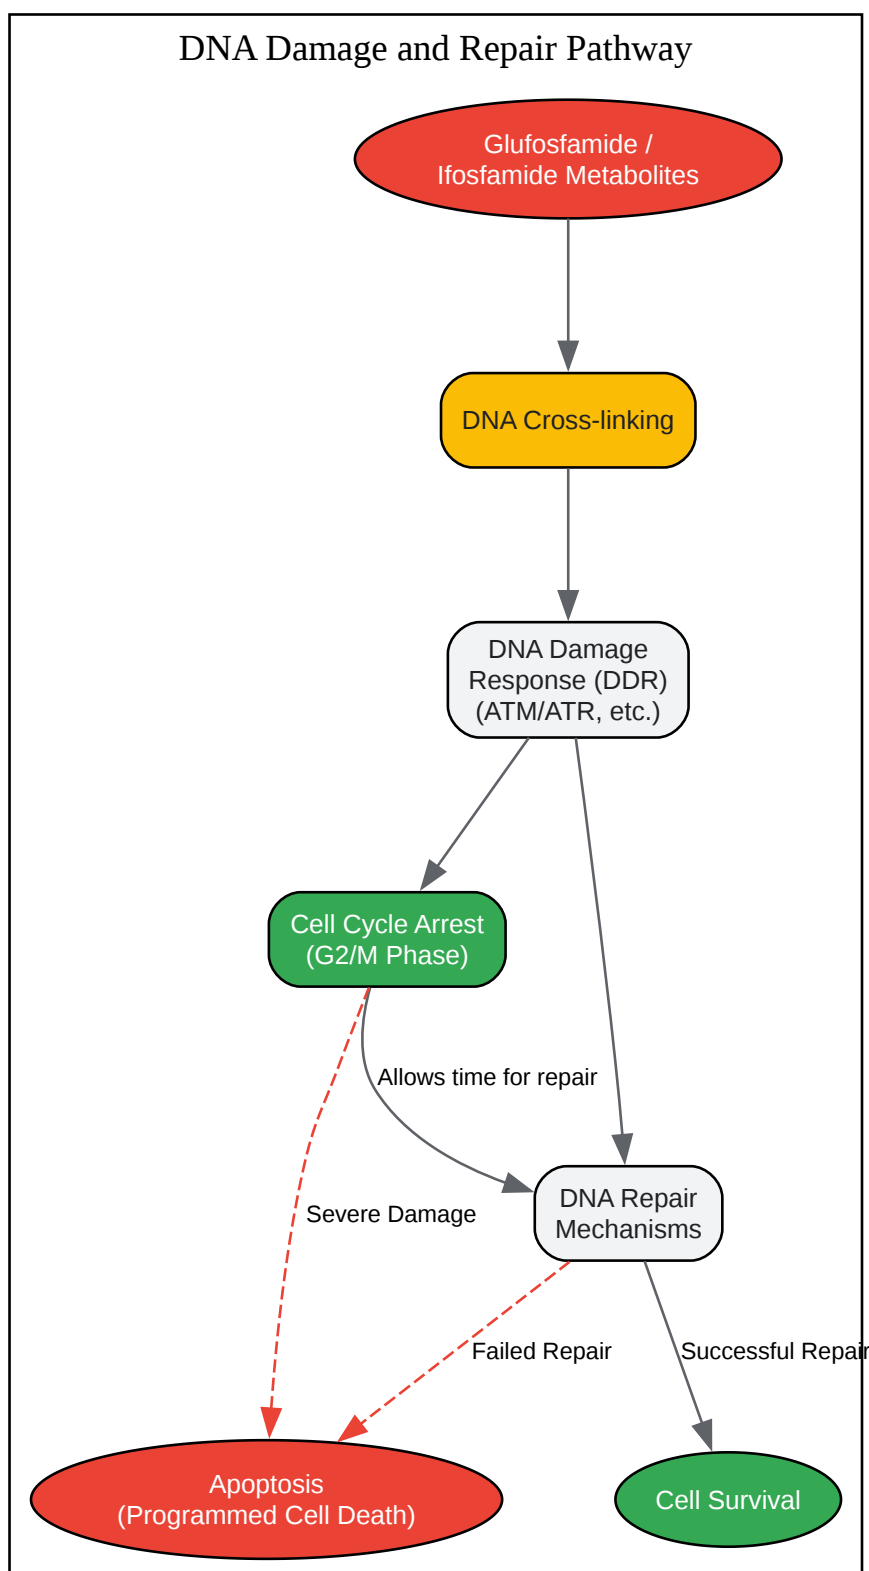 DNA Damage and Repair Pathway
Glufosfamide /
Ifosfamide Metabolites
DNA Cross-linking
DNA Damage
Response (DDR)
(ATM/ATR, etc.)
Cell Cycle Arrest
(G2/M Phase)
Allows time for repair
DNA Repair
Mechanisms
Severe Damage
Failed Repair
Successful Repair
Apoptosis
(Programmed Cell Death)
Cell Survival